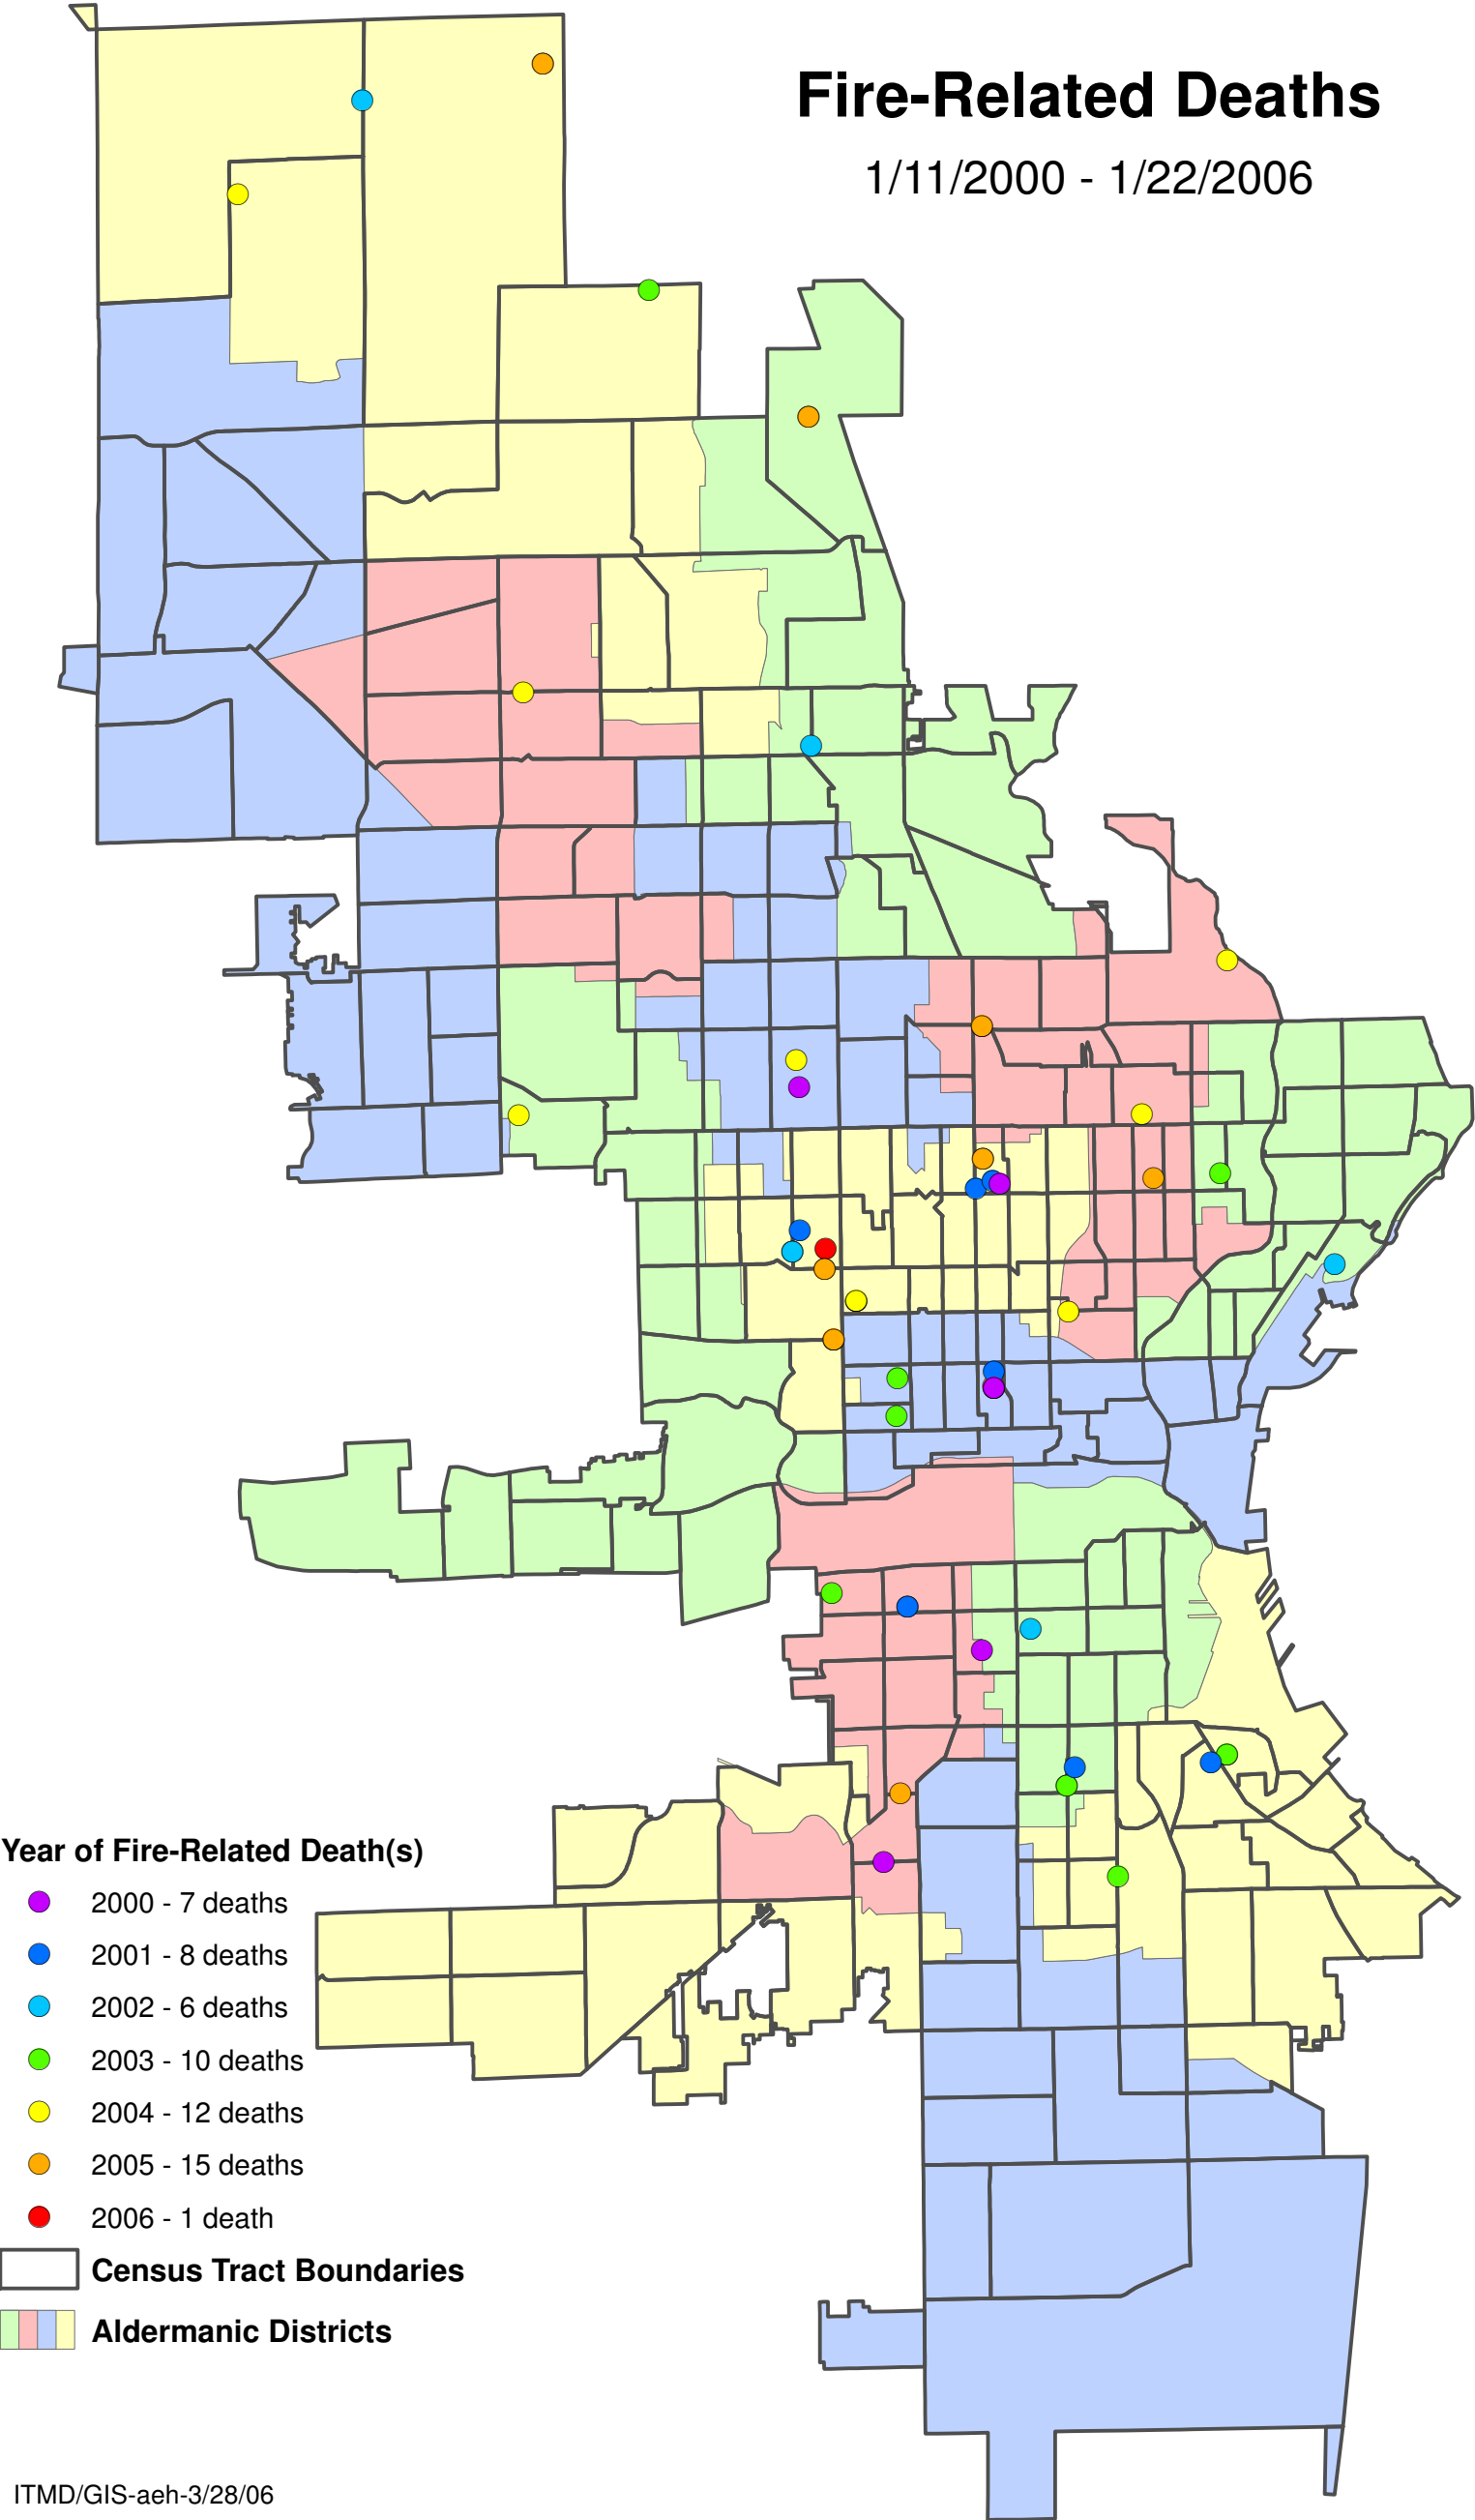 Fire-Related Deaths
1/11/2000 - 1/22/2006
Year of Fire-Related Death(s)
2000 - 7 deaths
2001 - 8 deaths
2002 - 6 deaths
2003 - 10 deaths
2004 - 12 deaths
2005 - 15 deaths
2006 - 1 death
Census Tract Boundaries
Aldermanic Districts
ITMD/GIS-aeh-3/28/06